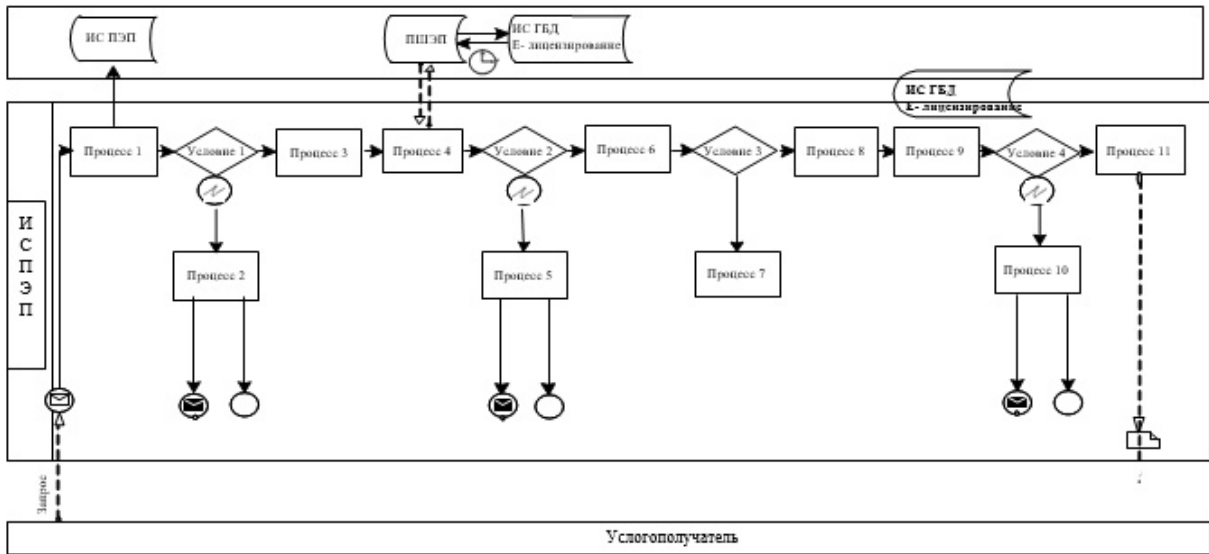 ИС ПЭП
ПШЭП
ИС ГБД
Е- лицензирование
ИС ГБД
Е- лицензирование
Процесс 1
Условие 1
Процесс 3
Процесс 4
Условие 2
Процесс 6
Условие 3
Процесс 8
Процесс 9
Условие 4
Процесс 11
И
С
П
Э
П
Процесс 2
Процесс 5
Процесс 7
Процесс 10
Запрос
Услогополучатель